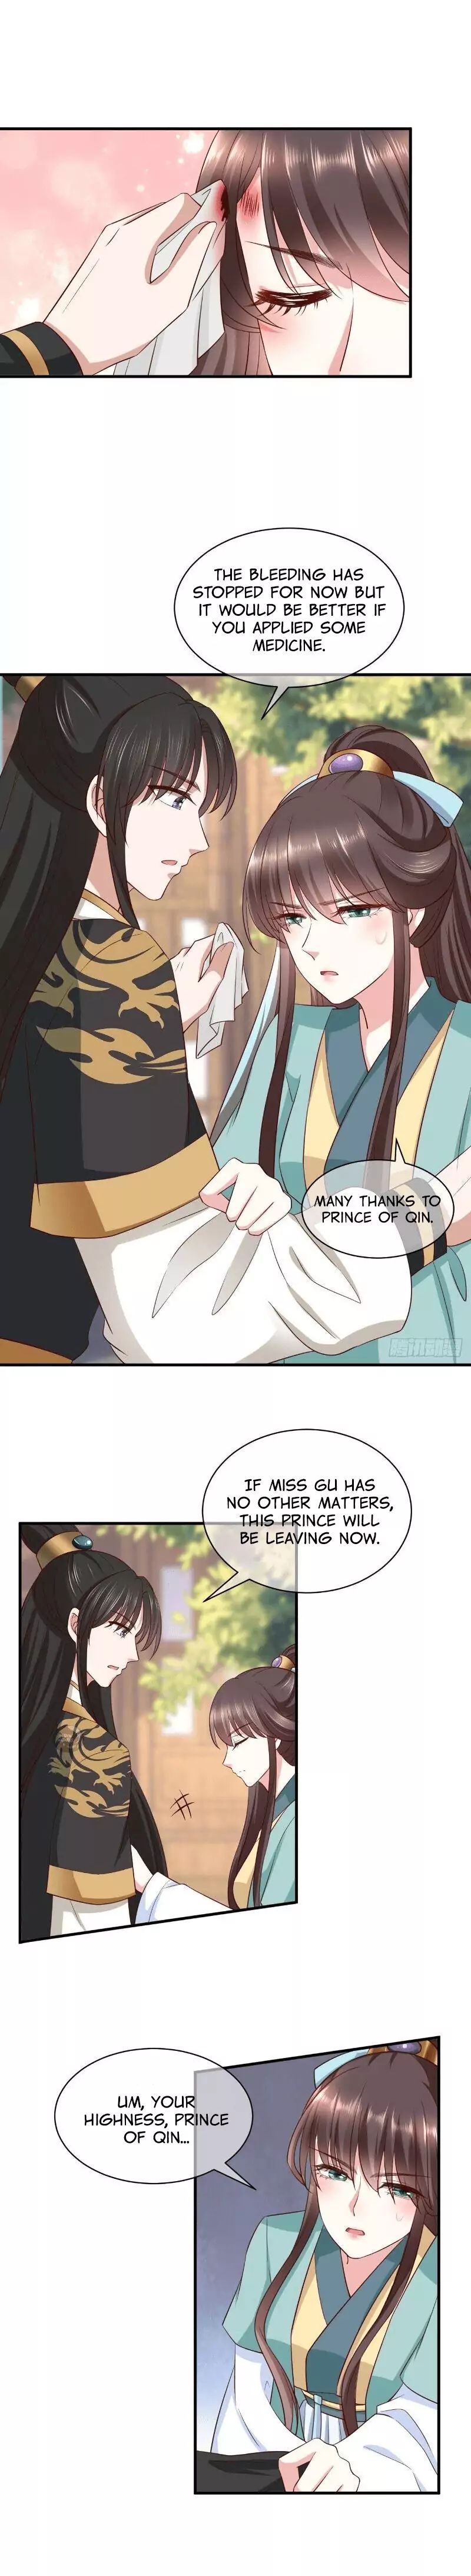 THE BLEEDING HAS
STOPPED FOR NOW BUT
IT WOULD BE BETTER IF
YOU APPLIED SOME
MEDICINE.
MANY THANKS TO
PRINCE OF QIN.
IF MISS GU HAS
NO OTHER MATTERS,
THIS PRINCE WILL
BE LEAVING NOW.
UM, YOUR
HIGHNESS, PRINCE
OF QIN...